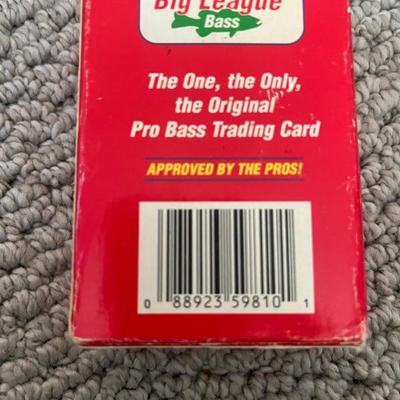 Big League
Bass
The One, the Only,
the Original
Pro Bass Trading Card
APPROVED BY THE PROS!
0 88923 59810 1